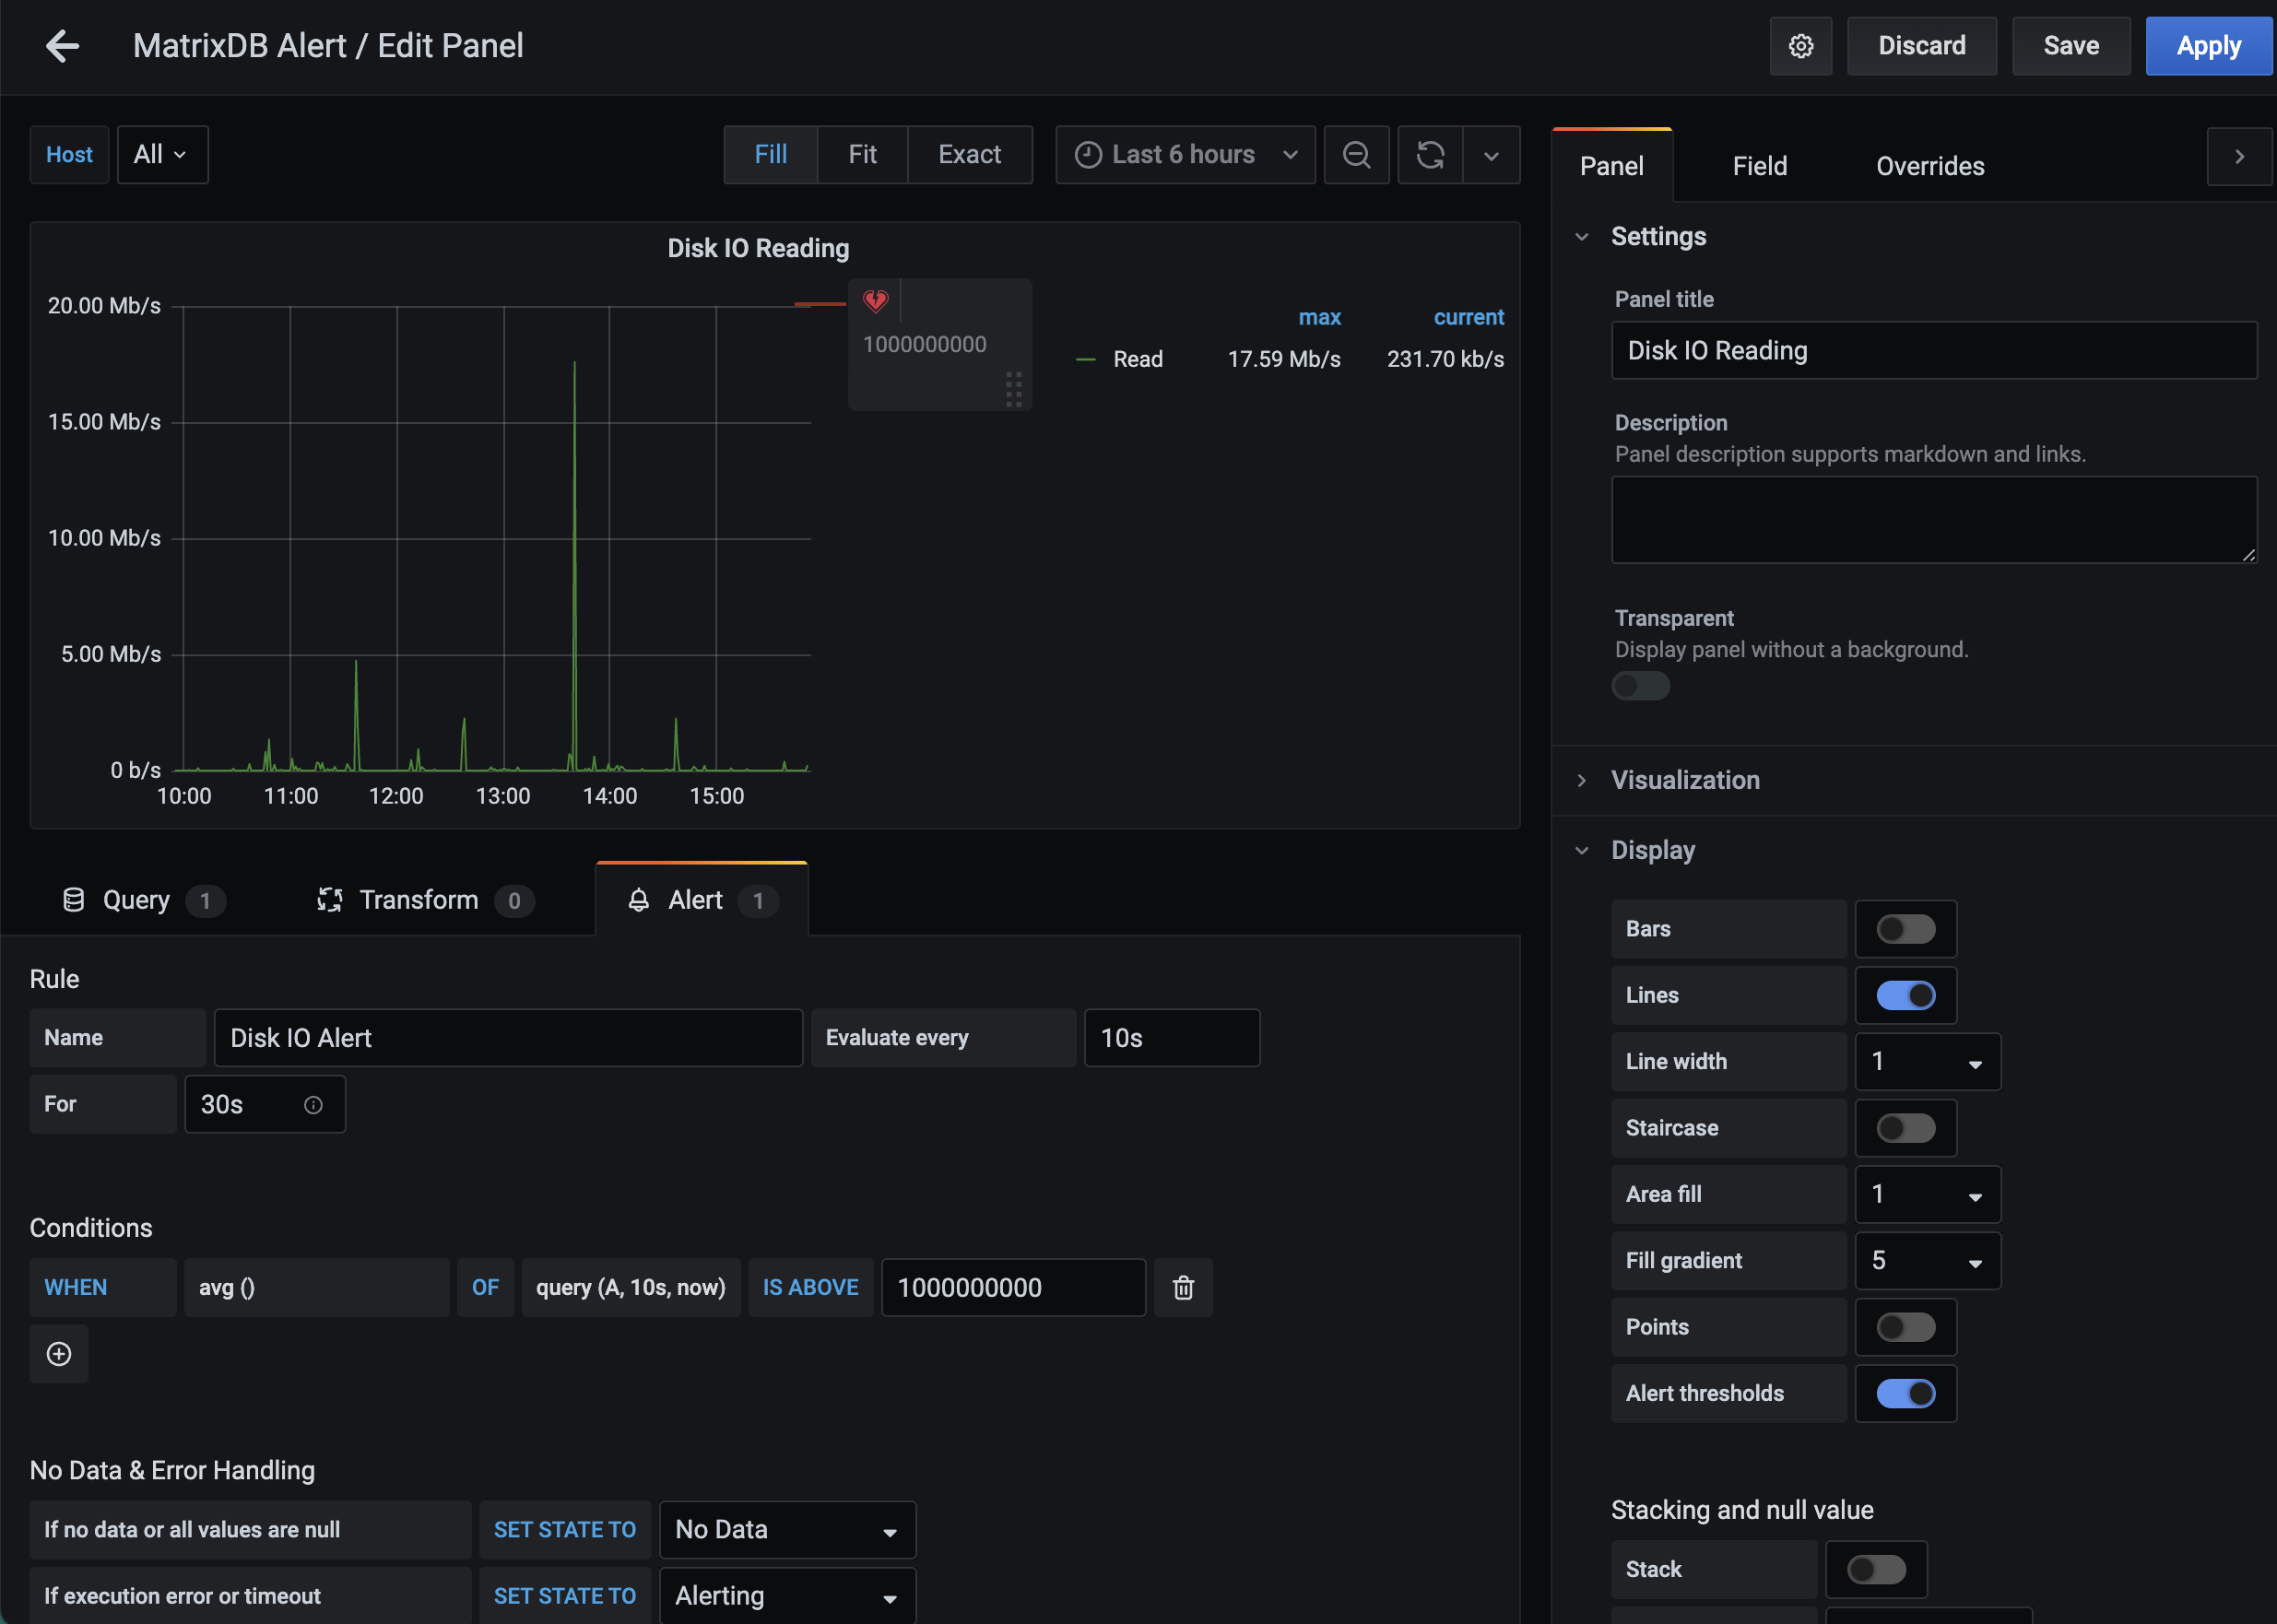 MatrixDB Alert / Edit Panel
Discard
Save
Apply
Host
All
Fill
Fit
Exact
Last 6 hours
Disk IO Reading
20.00 Mb/s
15.00 Mb/s
10.00 Mb/s
5.00 Mb/s
0 b/s
10:00
11:00
12:00
13:00
14:00
15:00
1000000000
max
current
Read
17.59 Mb/s
231.70 kb/s
Query
1
Transform
0
Alert
1
Rule
Name
Disk IO Alert
Evaluate every
10s
For
30s
Conditions
WHEN
avg ()
OF
query (A, 10s, now)
IS ABOVE
1000000000
No Data & Error Handling
If no data or all values are null
SET STATE TO
No Data
If execution error or timeout
SET STATE TO
Alerting
Panel
Field
Overrides
Settings
Panel title
Disk IO Reading
Description
Panel description supports markdown and links.
Transparent
Display panel without a background.
Visualization
Display
Bars
Lines
Line width
1
Staircase
Area fill
1
Fill gradient
5
Points
Alert thresholds
Stacking and null value
Stack